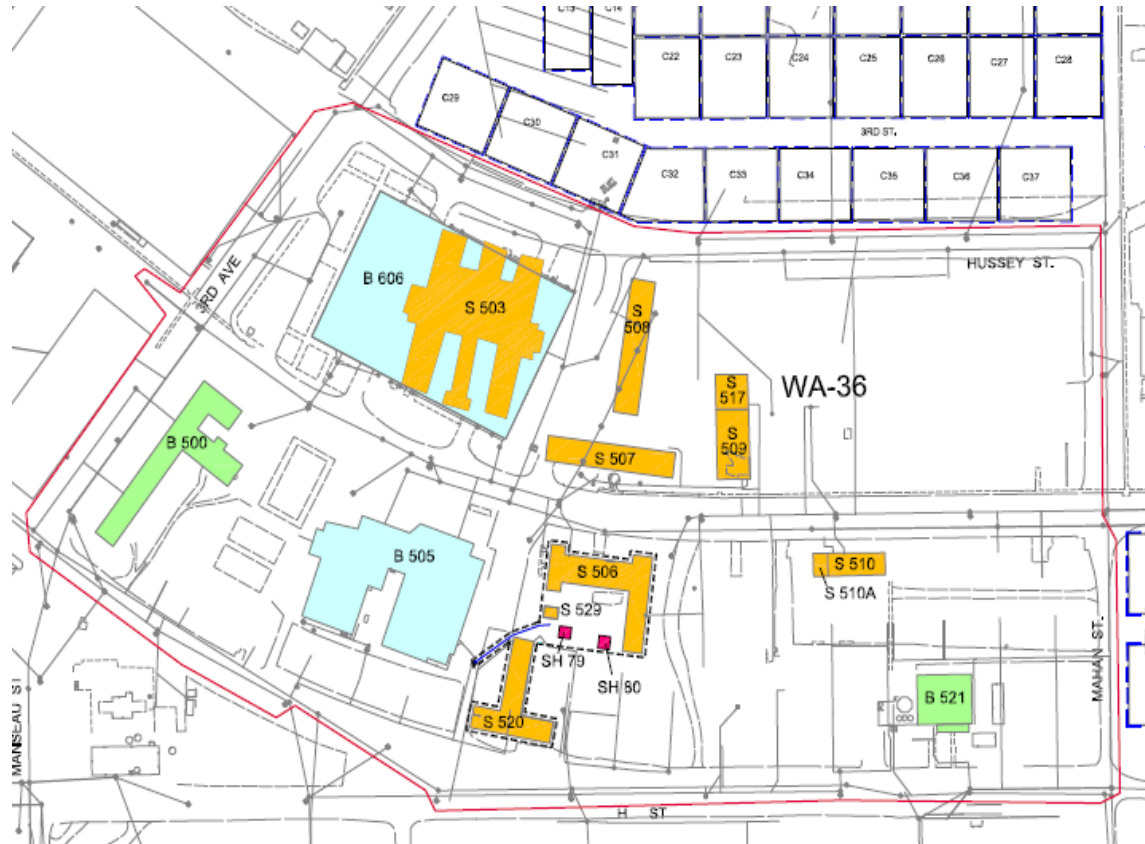 C13
C14
C22
C23
C24
C25
C26
C27
C28
C29
C30
C31
3RD ST.
C32
C33
C34
C35
C36
C37
HUSSEY ST.
3RD AVE
B 606
S 503
S
508
S
517
WA-36
S
509
B 500
S 507
B 505
S 506
S 510
S 510A
S 529
SH 79
SH 80
S 520
B 521
MAHAN ST.
MANSEAU ST
H ST